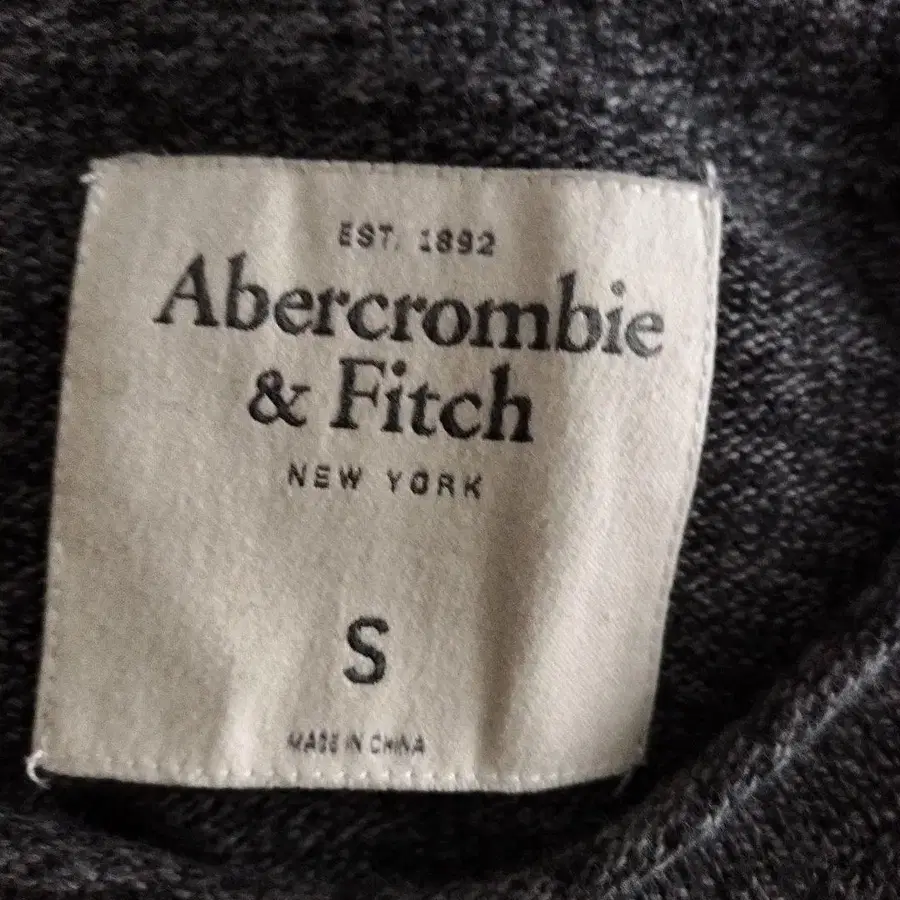 EST. 1892
Abercrombie
& Fitch
NEW YORK
S
MADE IN CHINA